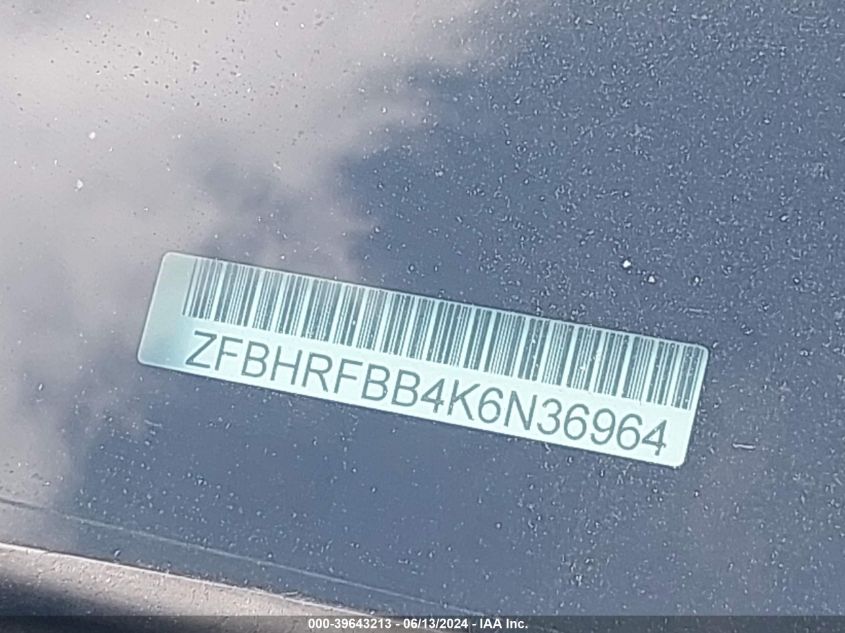 ZFBHRFBB4K6N36964
000-39643213 - 06/13/2024 - IAA Inc.